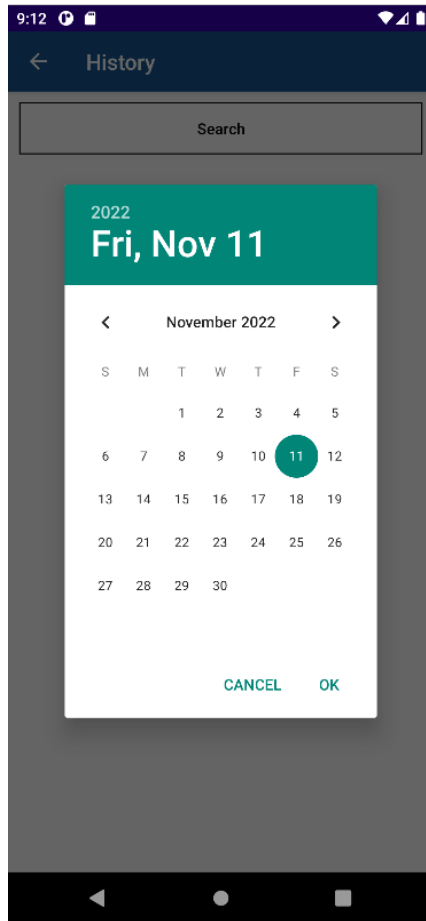 9:12
History
Search
2022
Fri, Nov 11
November 2022
S M T W T F S
1 2 3 4 5
6 7 8 9 10 11 12
13 14 15 16 17 18 19
20 21 22 23 24 25 26
27 28 29 30
CANCEL OK